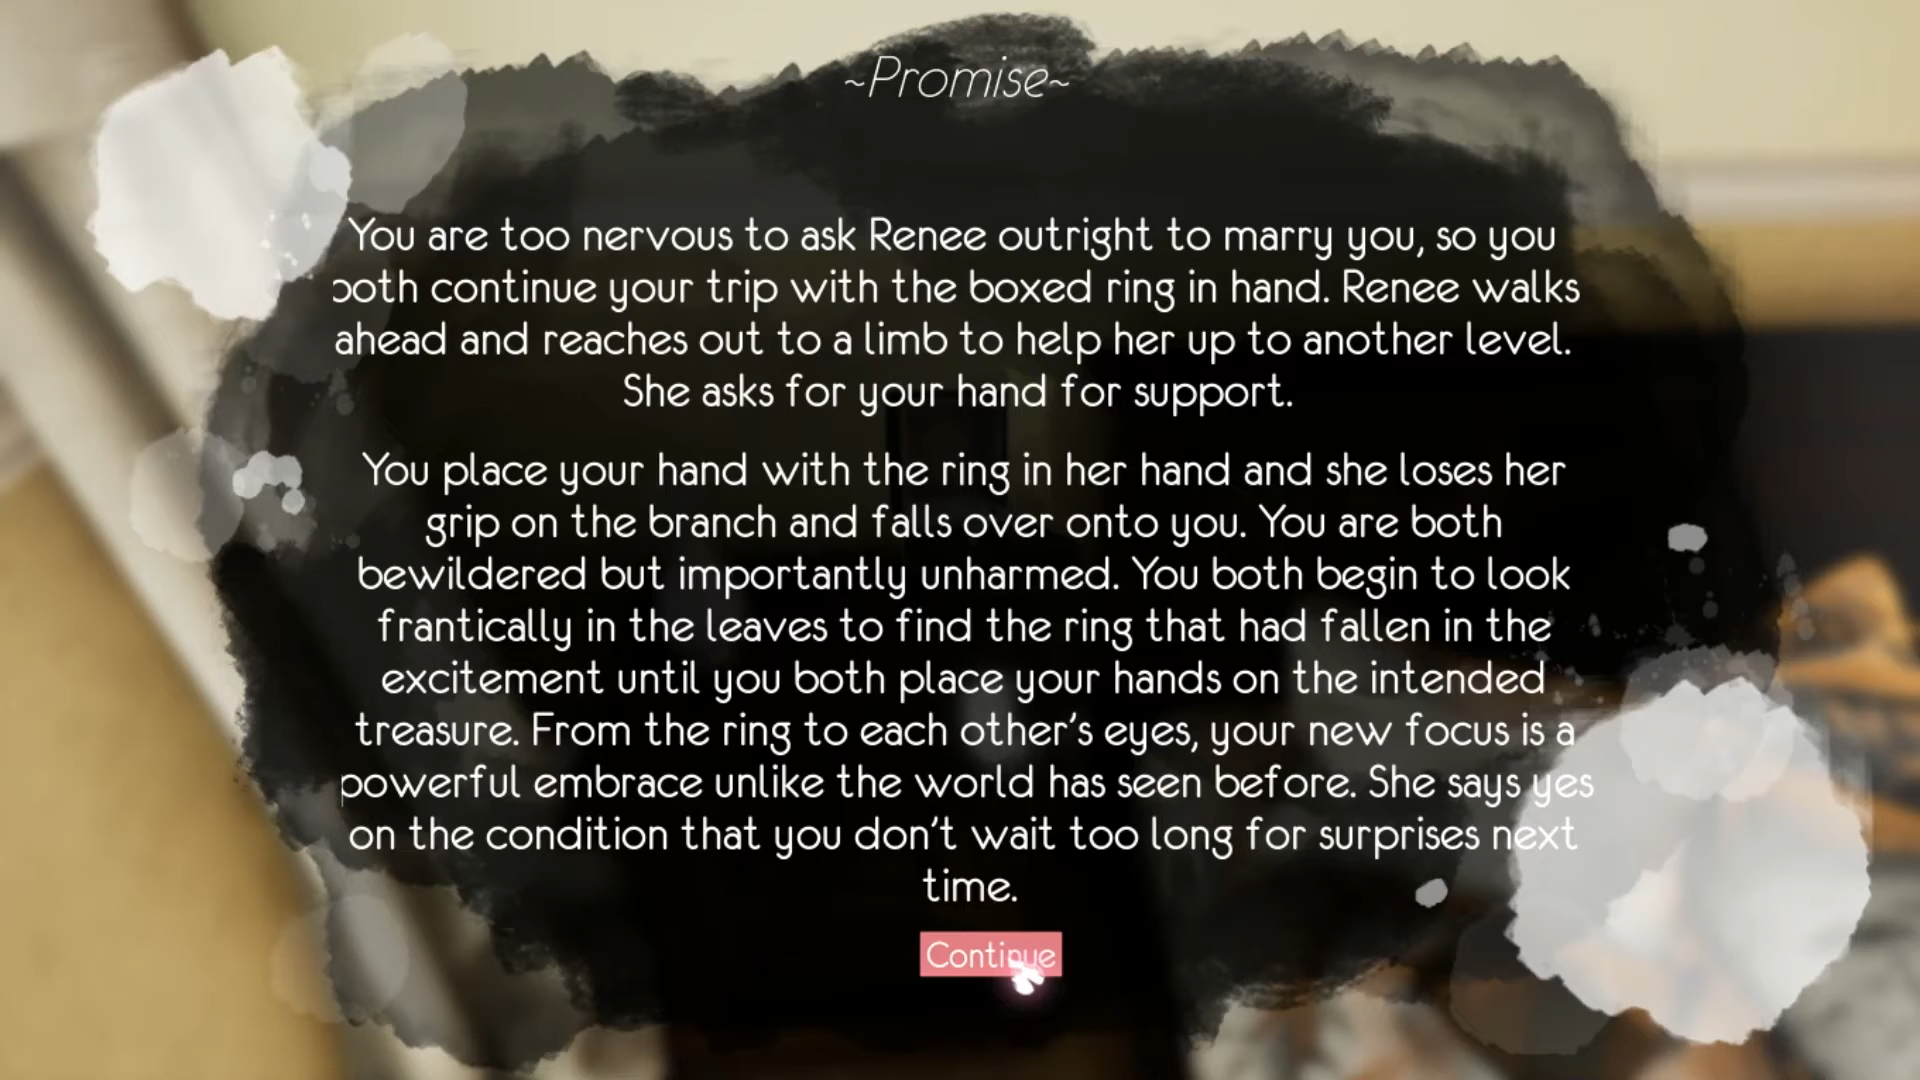 ~Promise~
You are too nervous to ask Renee outright to marry you, so you
both continue your trip with the boxed ring in hand. Renee walks
ahead and reaches out to a limb to help her up to another level.
She asks for your hand for support.
You place your hand with the ring in her hand and she loses her
grip on the branch and falls over onto you. You are both
bewildered but importantly unharmed. You both begin to look
frantically in the leaves to find the ring that had fallen in the
excitement until you both place your hands on the intended
treasure. From the ring to each other's eyes, your new focus is a
powerful embrace unlike the world has seen before. She says yes
on the condition that you don't wait too long for surprises next
time.
Continue